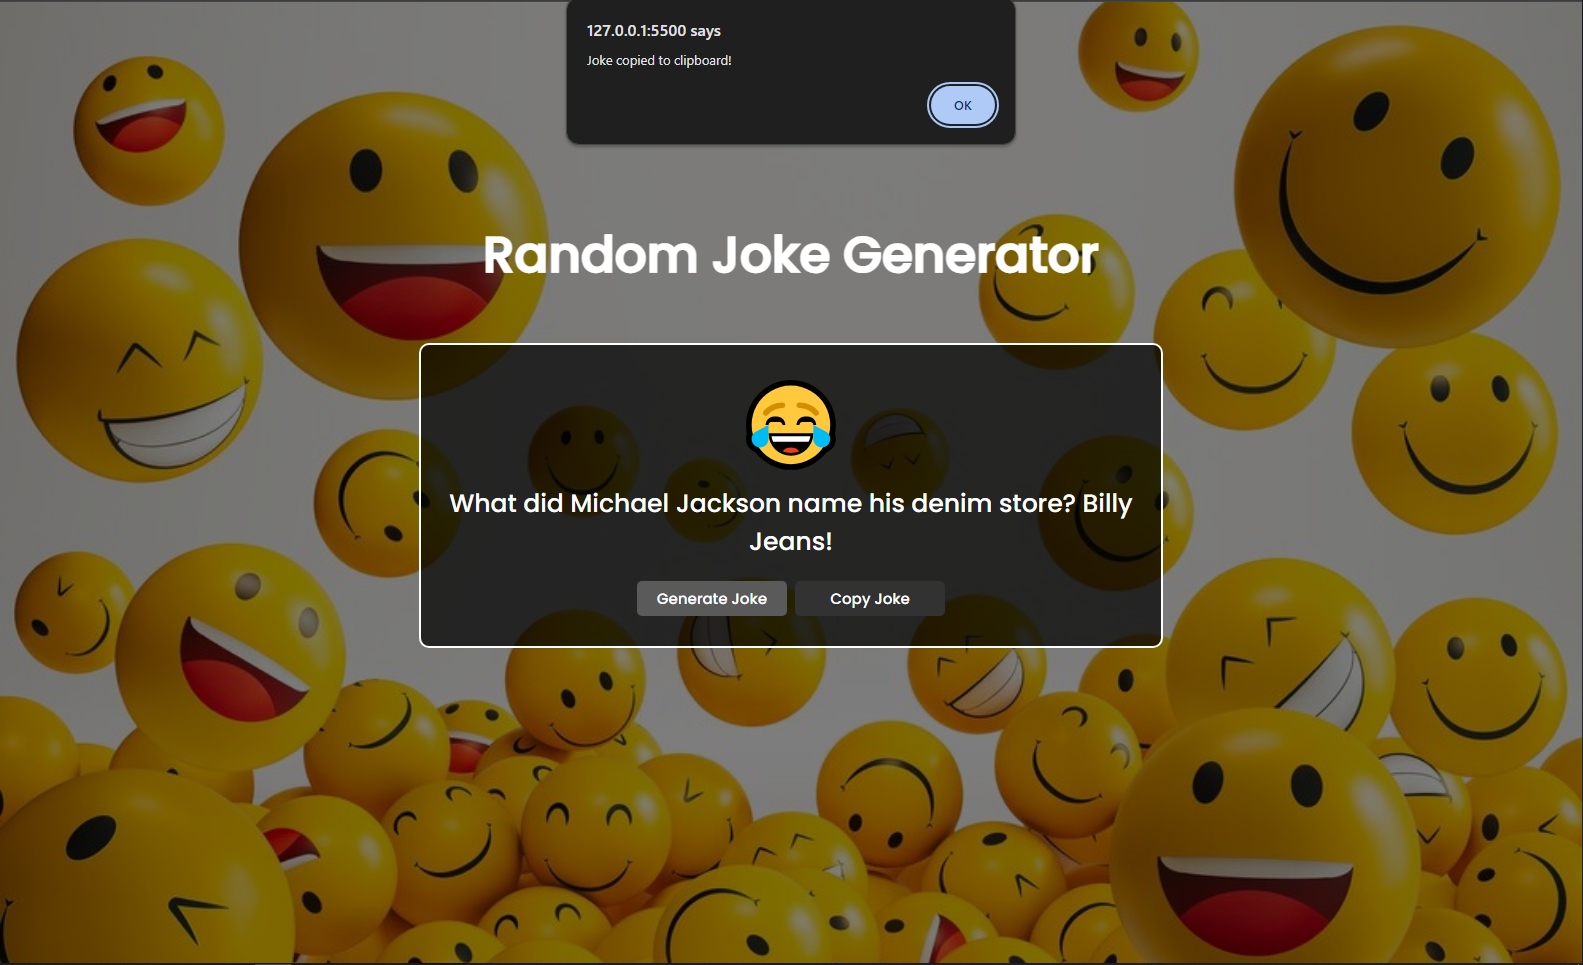 127.0.0.1:5500 says
Joke copied to clipboard!
OK
Random Joke Generator
What did Michael Jackson name his denim store? Billy
Jeans!
Generate Joke
Copy Joke